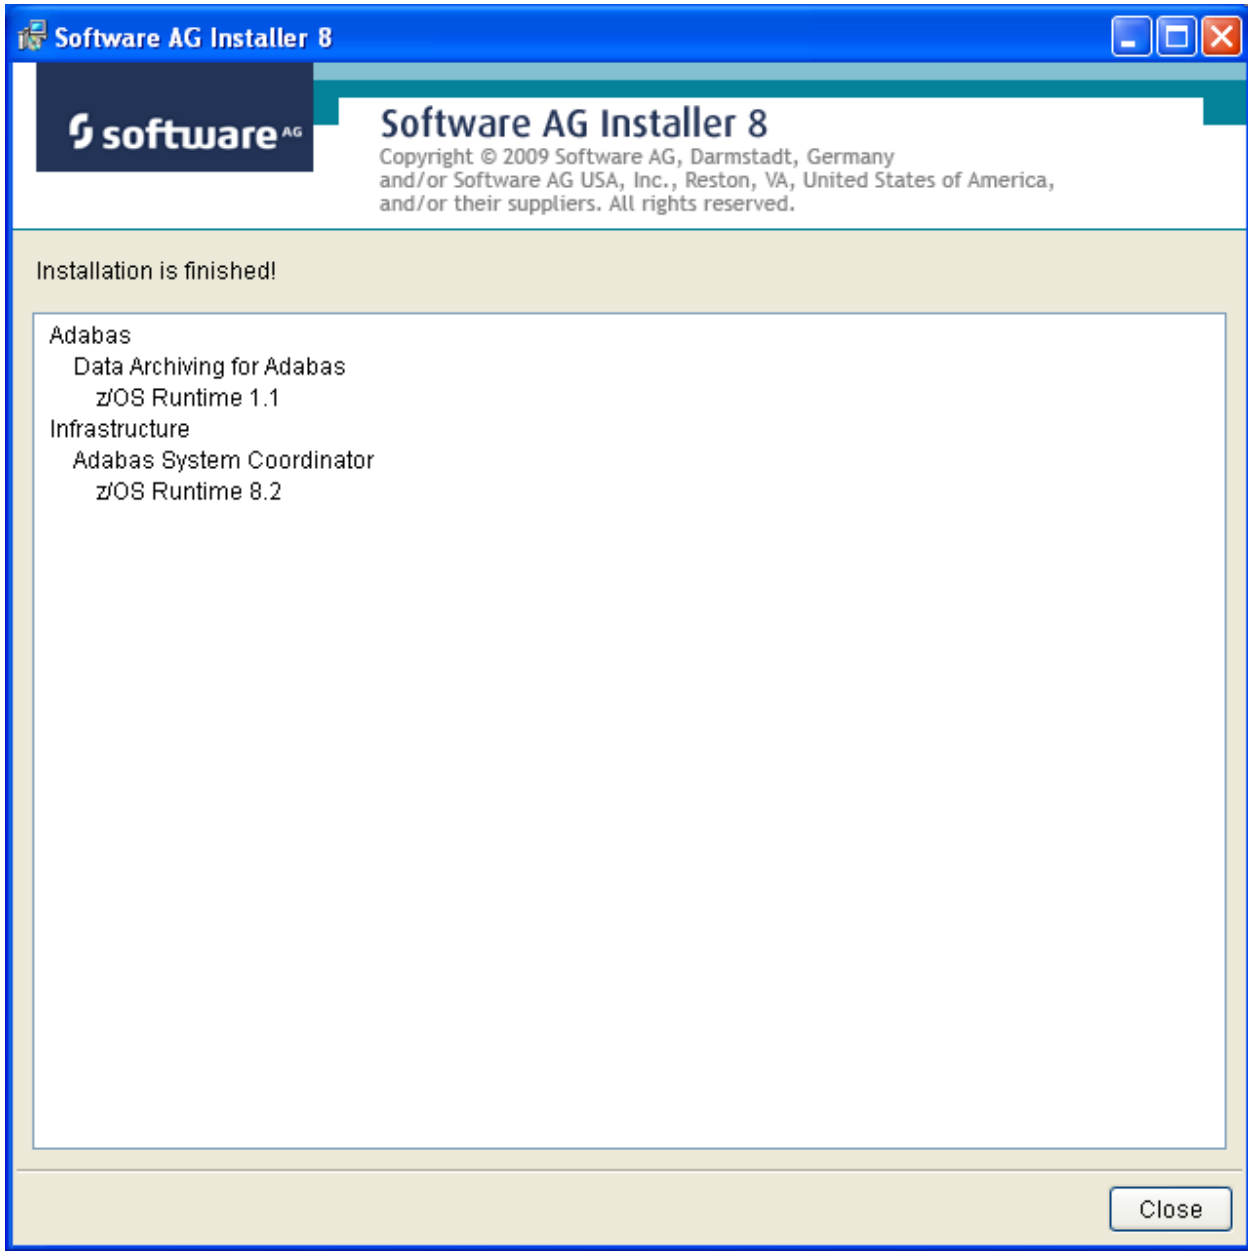 Software AG Installer 8
software AG
Software AG Installer 8
Copyright © 2009 Software AG, Darmstadt, Germany
and/or Software AG USA, Inc., Reston, VA, United States of America,
and/or their suppliers. All rights reserved.
Installation is finished!
Adabas
Data Archiving for Adabas
z/OS Runtime 1.1
Infrastructure
Adabas System Coordinator
z/OS Runtime 8.2
Close